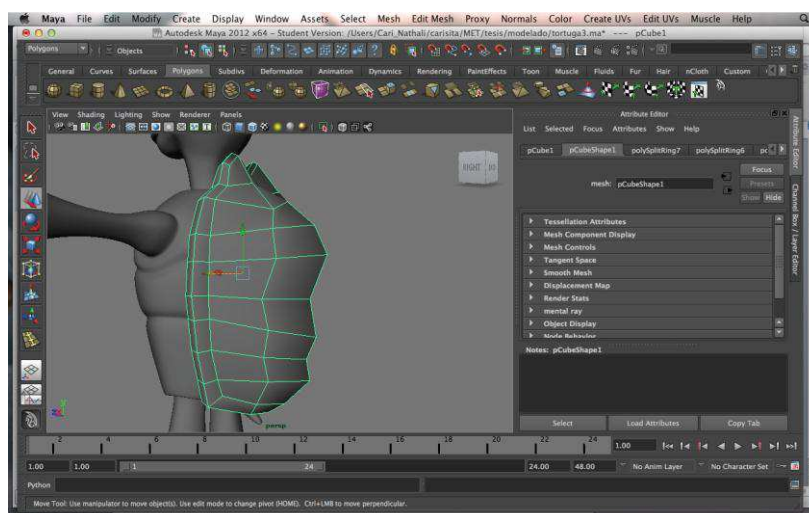 Maya File Edit Modify Create Display Window Assets Select Mesh Edit Mesh Proxy Normals Color Create UVs Edit UVs Muscle Help
Autodesk Maya 2012 x64 - Student Version: /Users/Cari_Nathali/carisita/MET/tesis/modelado/tortuga3.ma* --- pCube1
Polygons Objects
General Curves Surfaces Polygons Subdivs Deformation Animation Dynamics Rendering PaintEffects Toon Muscle Fluids Fur Hair nCloth Custom
View Shading Lighting Show Renderer Panels
RIGHT
persp
Attribute Editor
List Selected Focus Attributes Show Help
pCube1 pCubeShape1 polySplitRing7 polySplitRing6
mesh: pCubeShape1
Focus
Presets
Show Hide
Tessellation Attributes
Mesh Component Display
Mesh Controls
Tangent Space
Smooth Mesh
Displacement Map
Render Stats
mental ray
Object Display
Node Behavior
Notes: pCubeShape1
Select Load Attributes Copy Tab
Attribute Editor
Channel Box / Layer Editor
2 4 6 8 10 12 14 16 18 20 22 24 1.00
1.00 1.00 1 24 24.00 48.00 No Anim Layer No Character Set
Python
Move Tool: Use manipulator to move object(s). Use edit mode to change pivot (HOME). Ctrl+LMB to move perpendicular.